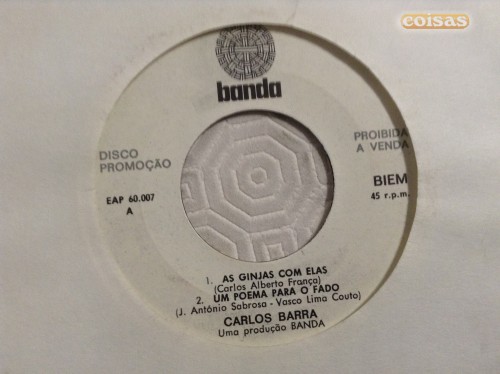 coisas
banda
DISCO
PROMOÇÃO
PROIBIDA
A VENDA
EAP 60.007
A
BIEM
45 r.p.m.
1. AS GINJAS COM ELAS
(Carlos Alberto França)
2. UM POEMA PARA O FADO
(J. António Sabrosa - Vasco Lima Couto)
CARLOS BARRA
Uma produção BANDA